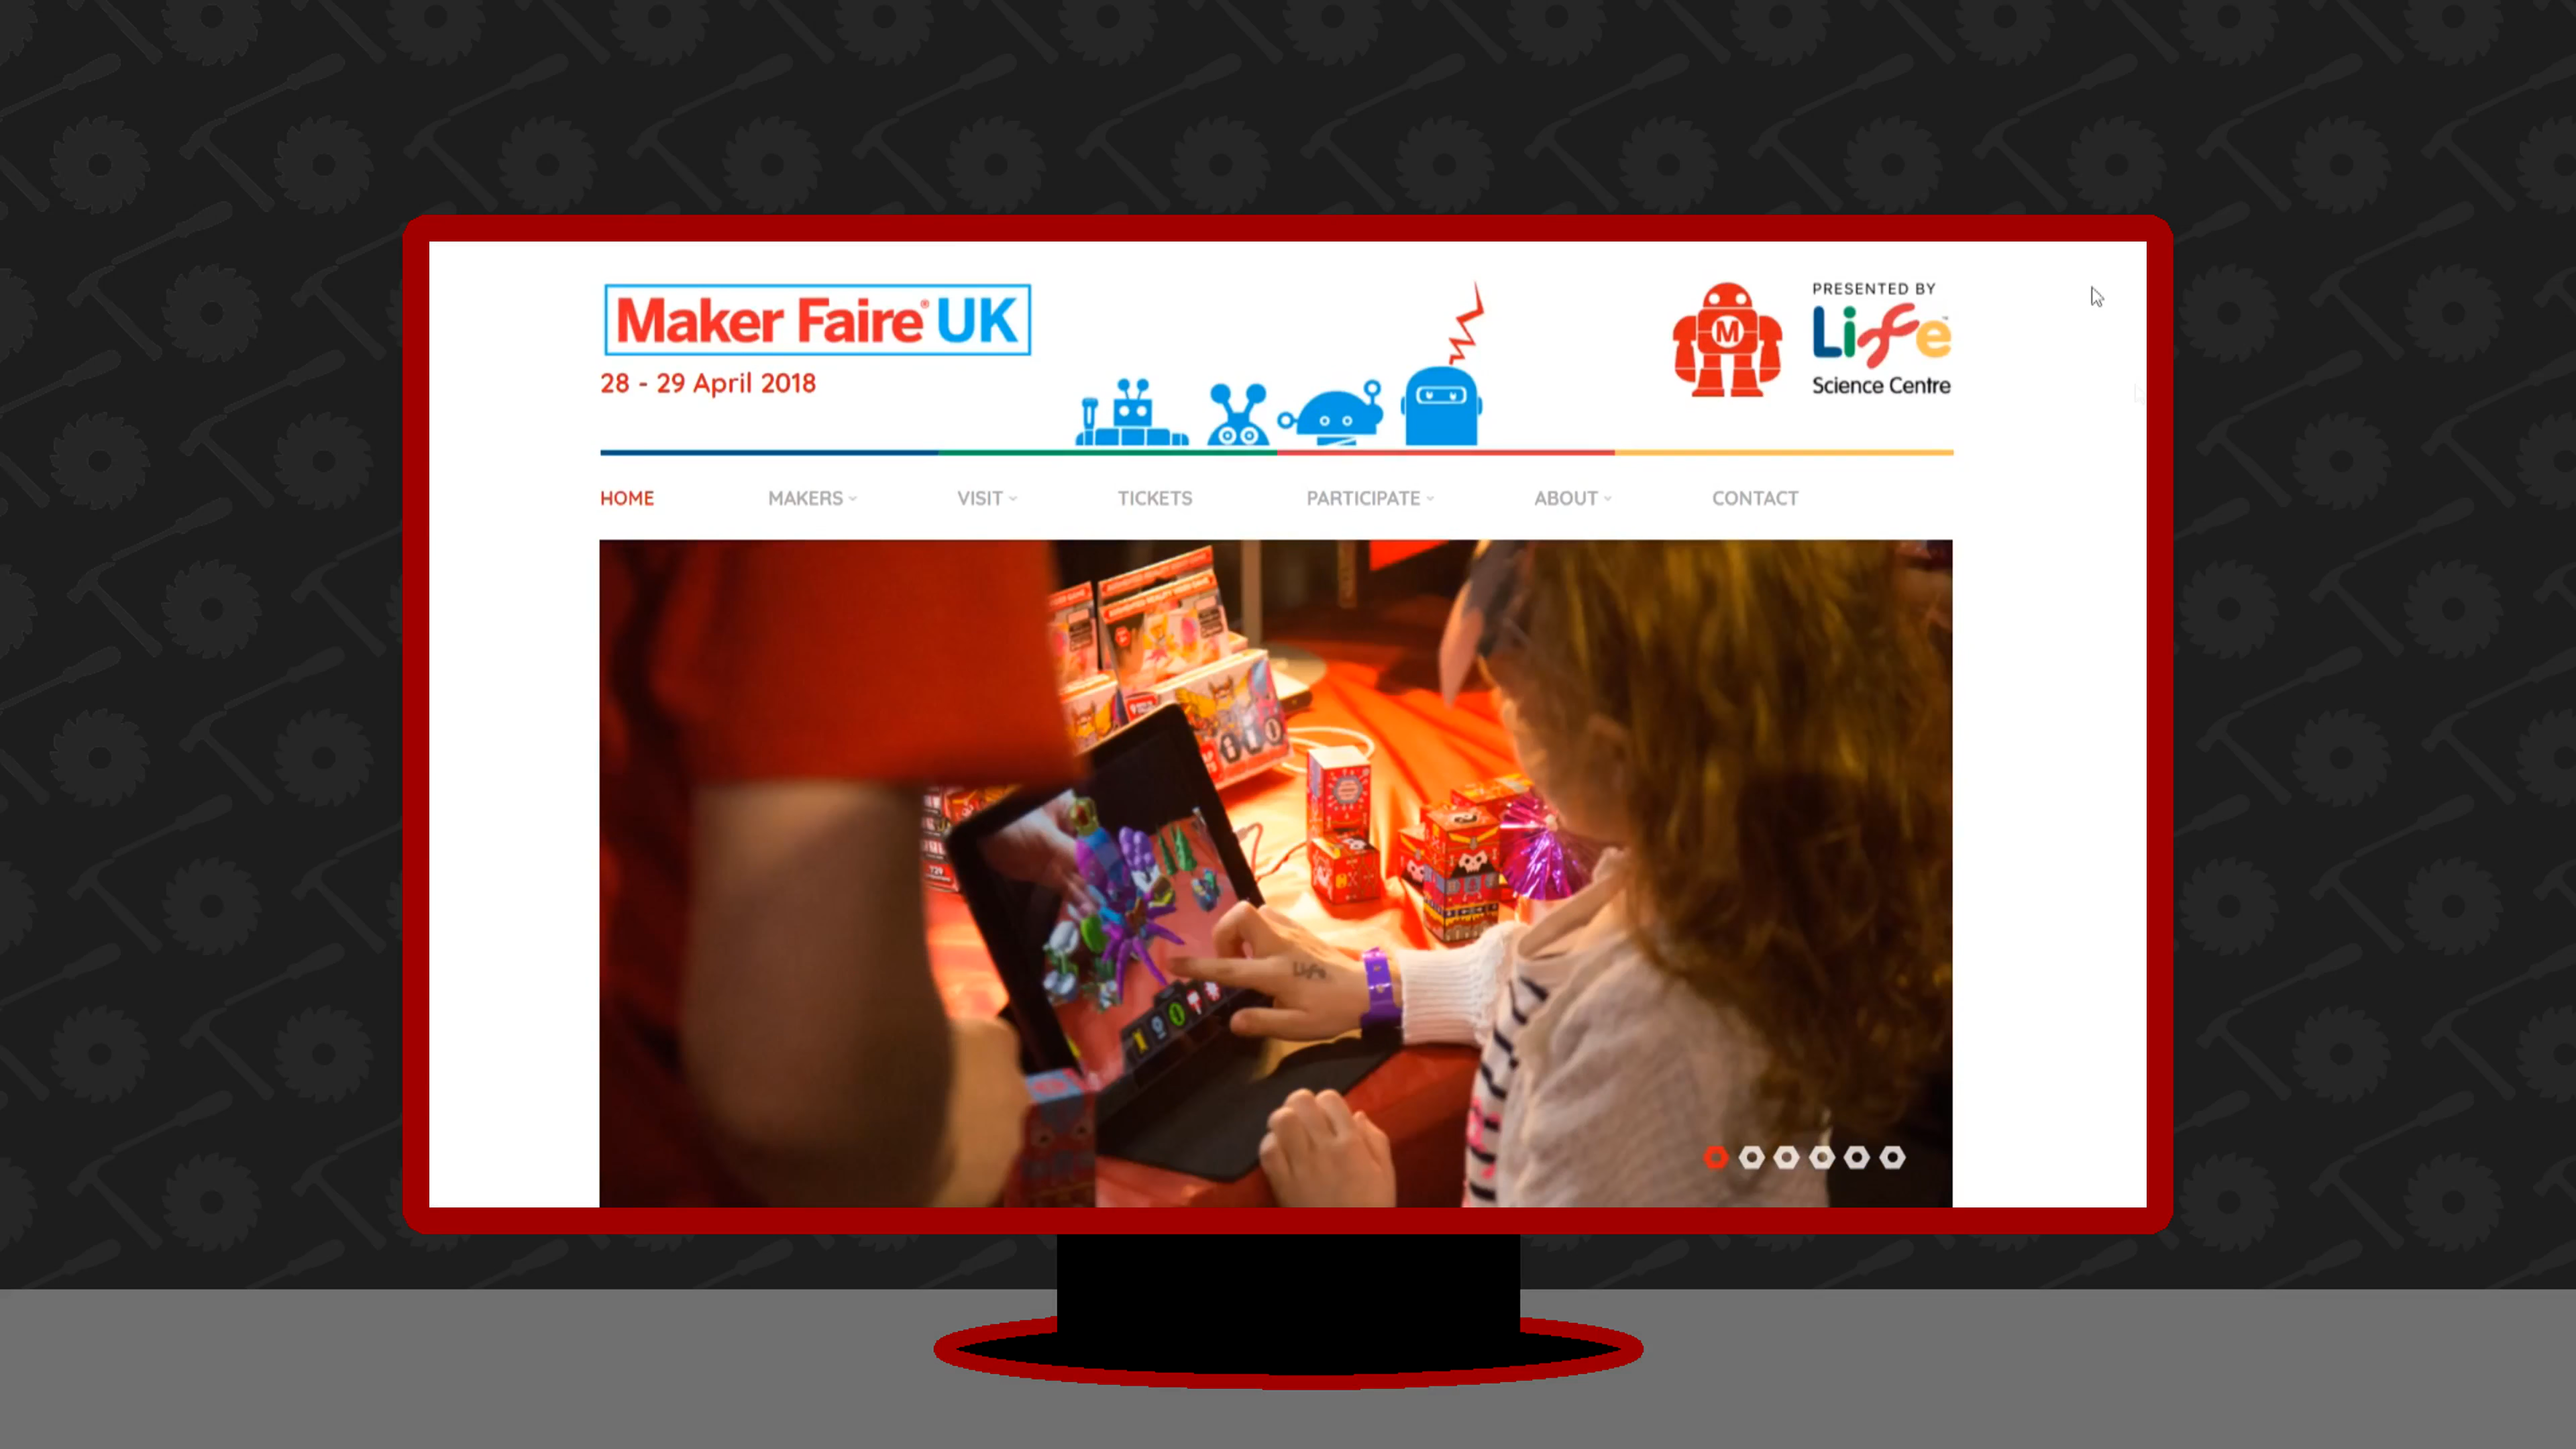 Maker Faire® UK
28 - 29 April 2018
M
PRESENTED BY
Life™
Science Centre
HOME
MAKERS
VISIT
TICKETS
PARTICIPATE
ABOUT
CONTACT
Life